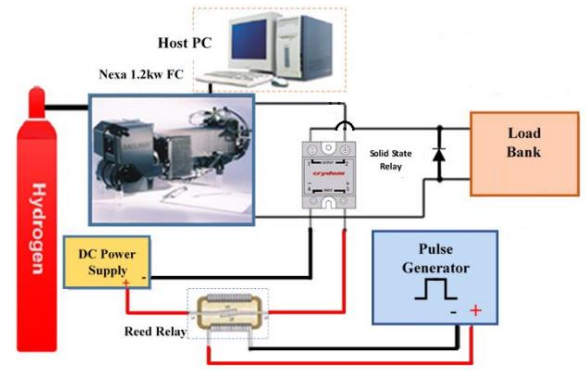 Host PC
Nexa 1.2kw FC
Hydrogen
Solid State
Relay
crydom
Load
Bank
DC Power
Supply
-
+
Pulse
Generator
- +
Reed Relay